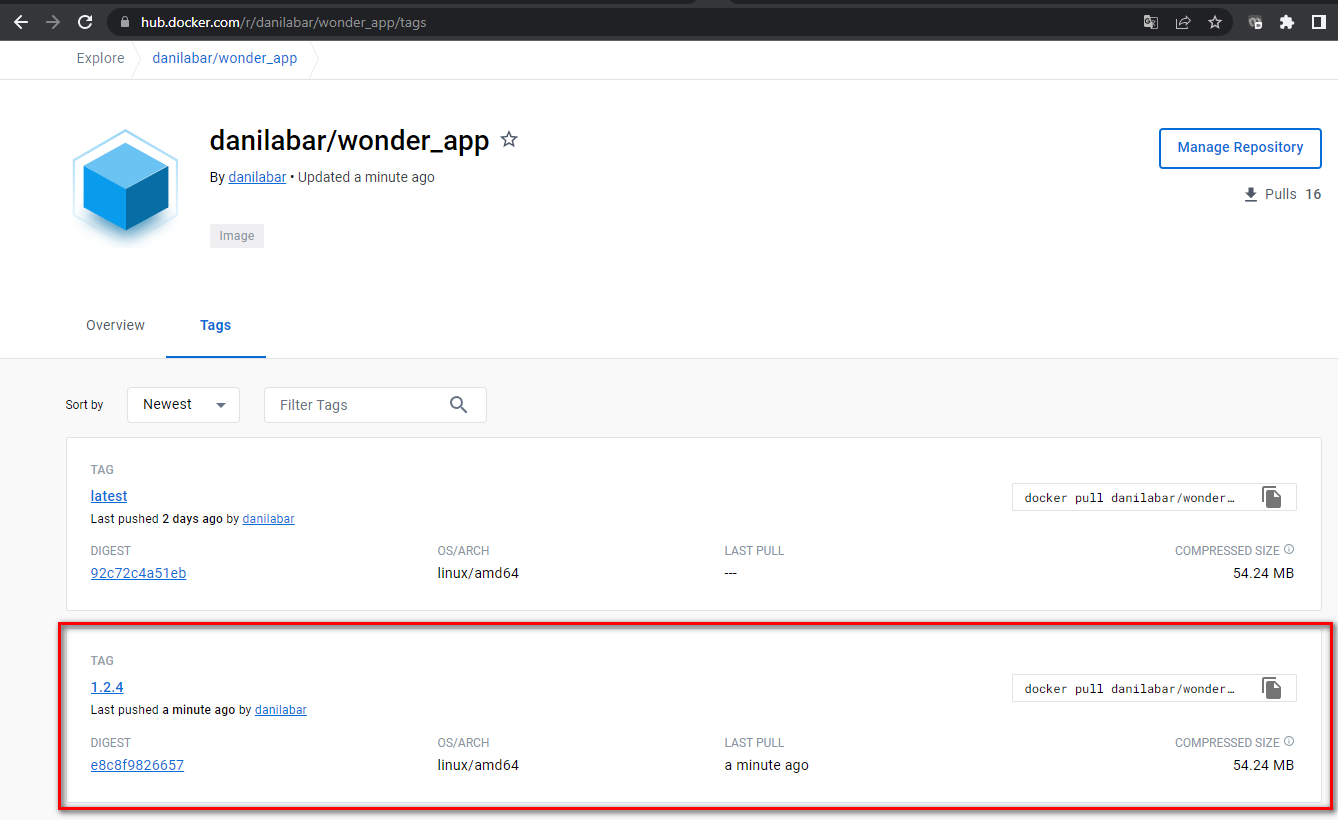 hub.docker.com/r/danilabar/wonder_app/tags
Explore danilabar/wonder_app
danilabar/wonder_app
Manage Repository
By danilabar • Updated a minute ago
Pulls 16
Image
Overview Tags
Sort by Newest Filter Tags
TAG
latest
docker pull danilabar/wonder…
Last pushed 2 days ago by danilabar
DIGEST OS/ARCH LAST PULL COMPRESSED SIZE
92c72c4a51eb linux/amd64 --- 54.24 MB
TAG
1.2.4
docker pull danilabar/wonder…
Last pushed a minute ago by danilabar
DIGEST OS/ARCH LAST PULL COMPRESSED SIZE
e8c8f9826657 linux/amd64 a minute ago 54.24 MB